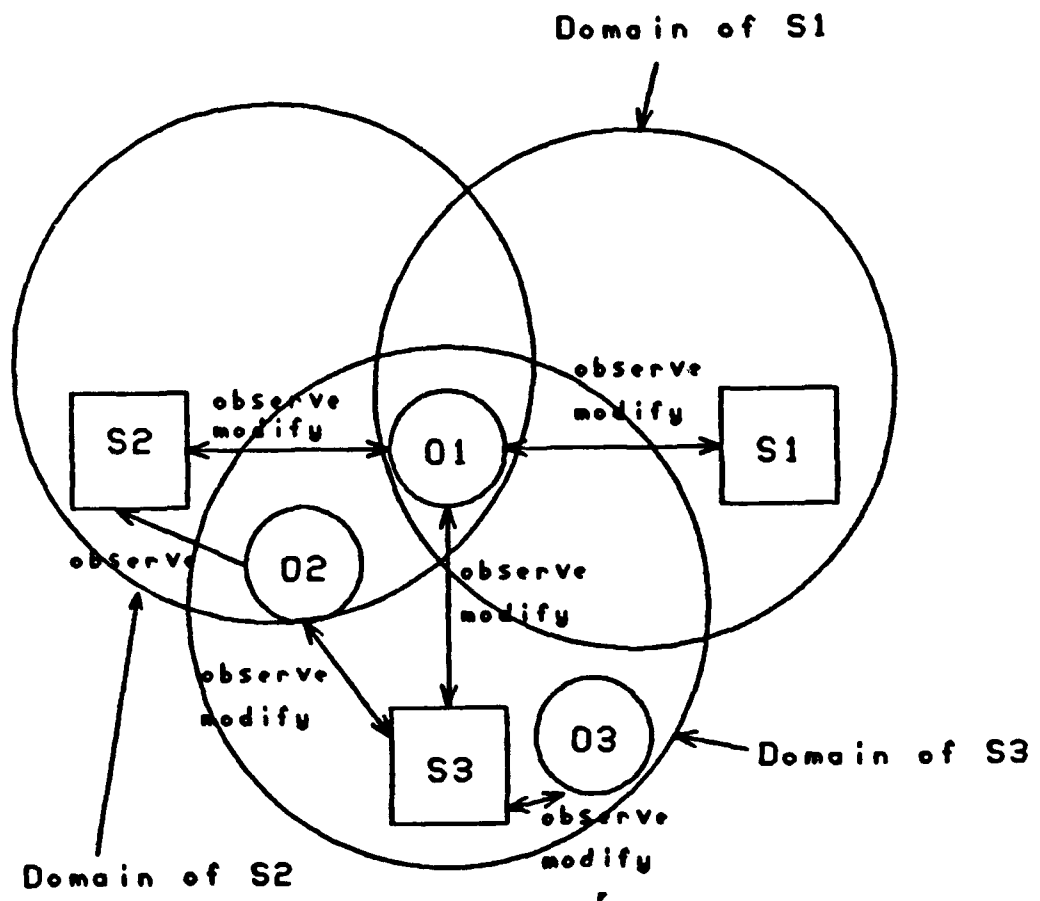 Domain of S1
observe
modify
observe
modify
S2
O1
S1
observe
O2
observe
modify
observe
modify
S3
O3
Domain of S3
observe
modify
Domain of S2